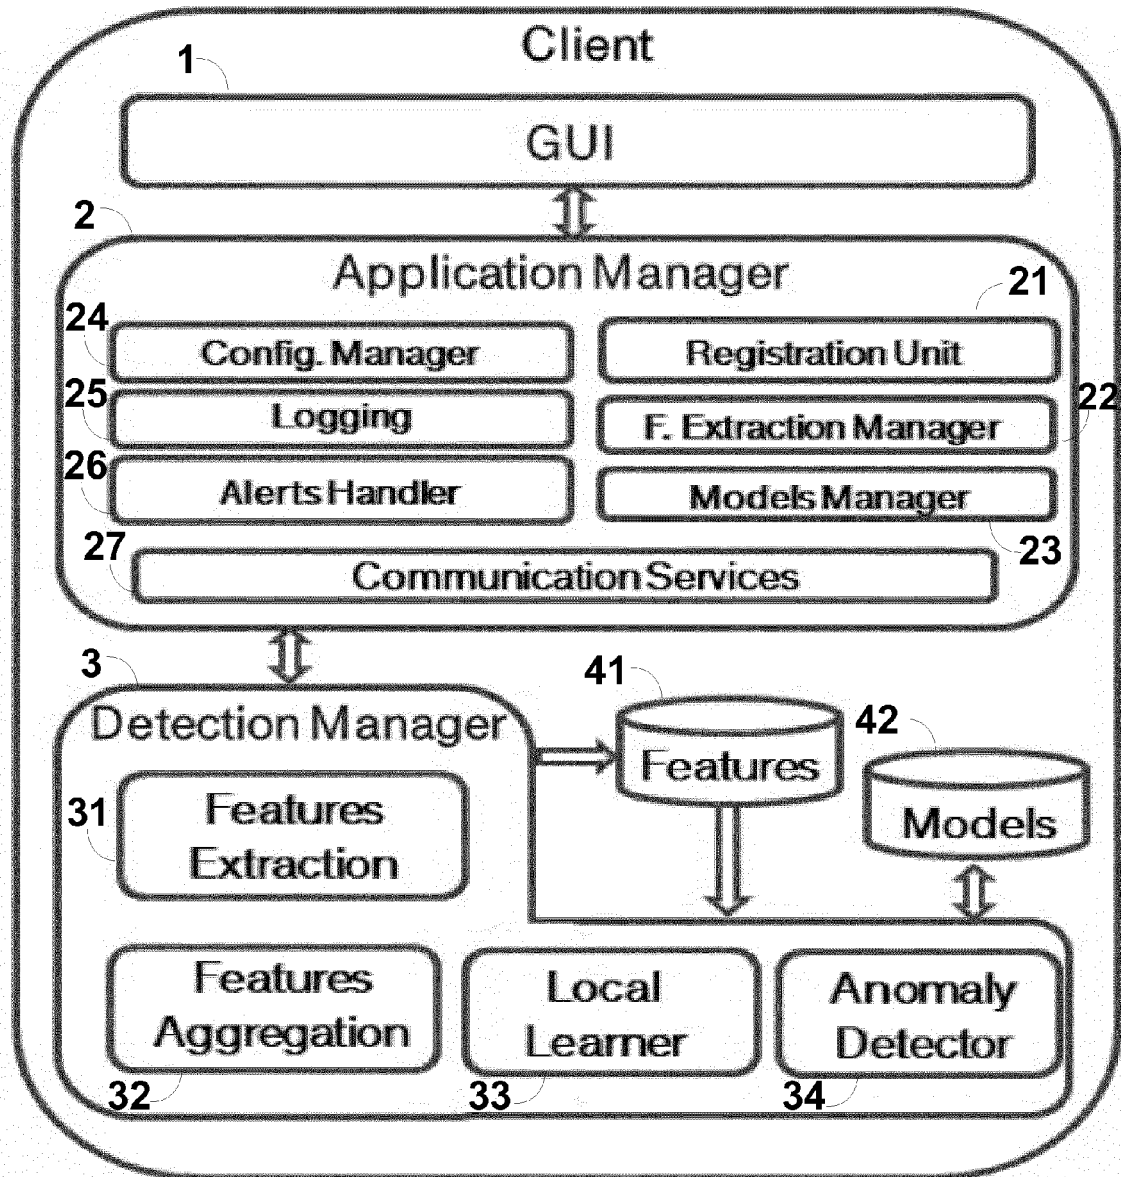 Client
1
GUI
2
Application Manager
21
24
Config. Manager
Registration Unit
25
Logging
22
F. Extraction Manager
26
Alerts Handler
Models Manager
27
23
Communication Services
3
41
Detection Manager
42
Features
31
Features
Extraction
Models
Features
Aggregation
Local
Learner
Anomaly
Detector
32
33
34